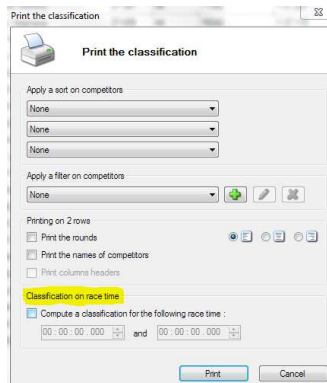 Print the classification
Print the classification
Apply a sort on competitors
None
None
None
Apply a filter on competitors
None
Printing on 2 rows
Print the rounds
Print the names of competitors
Print columns headers
Classification on race time
Compute a classification for the following race time :
00 : 00 : 00 . 000 and 00 : 00 : 00 . 000
Print Cancel